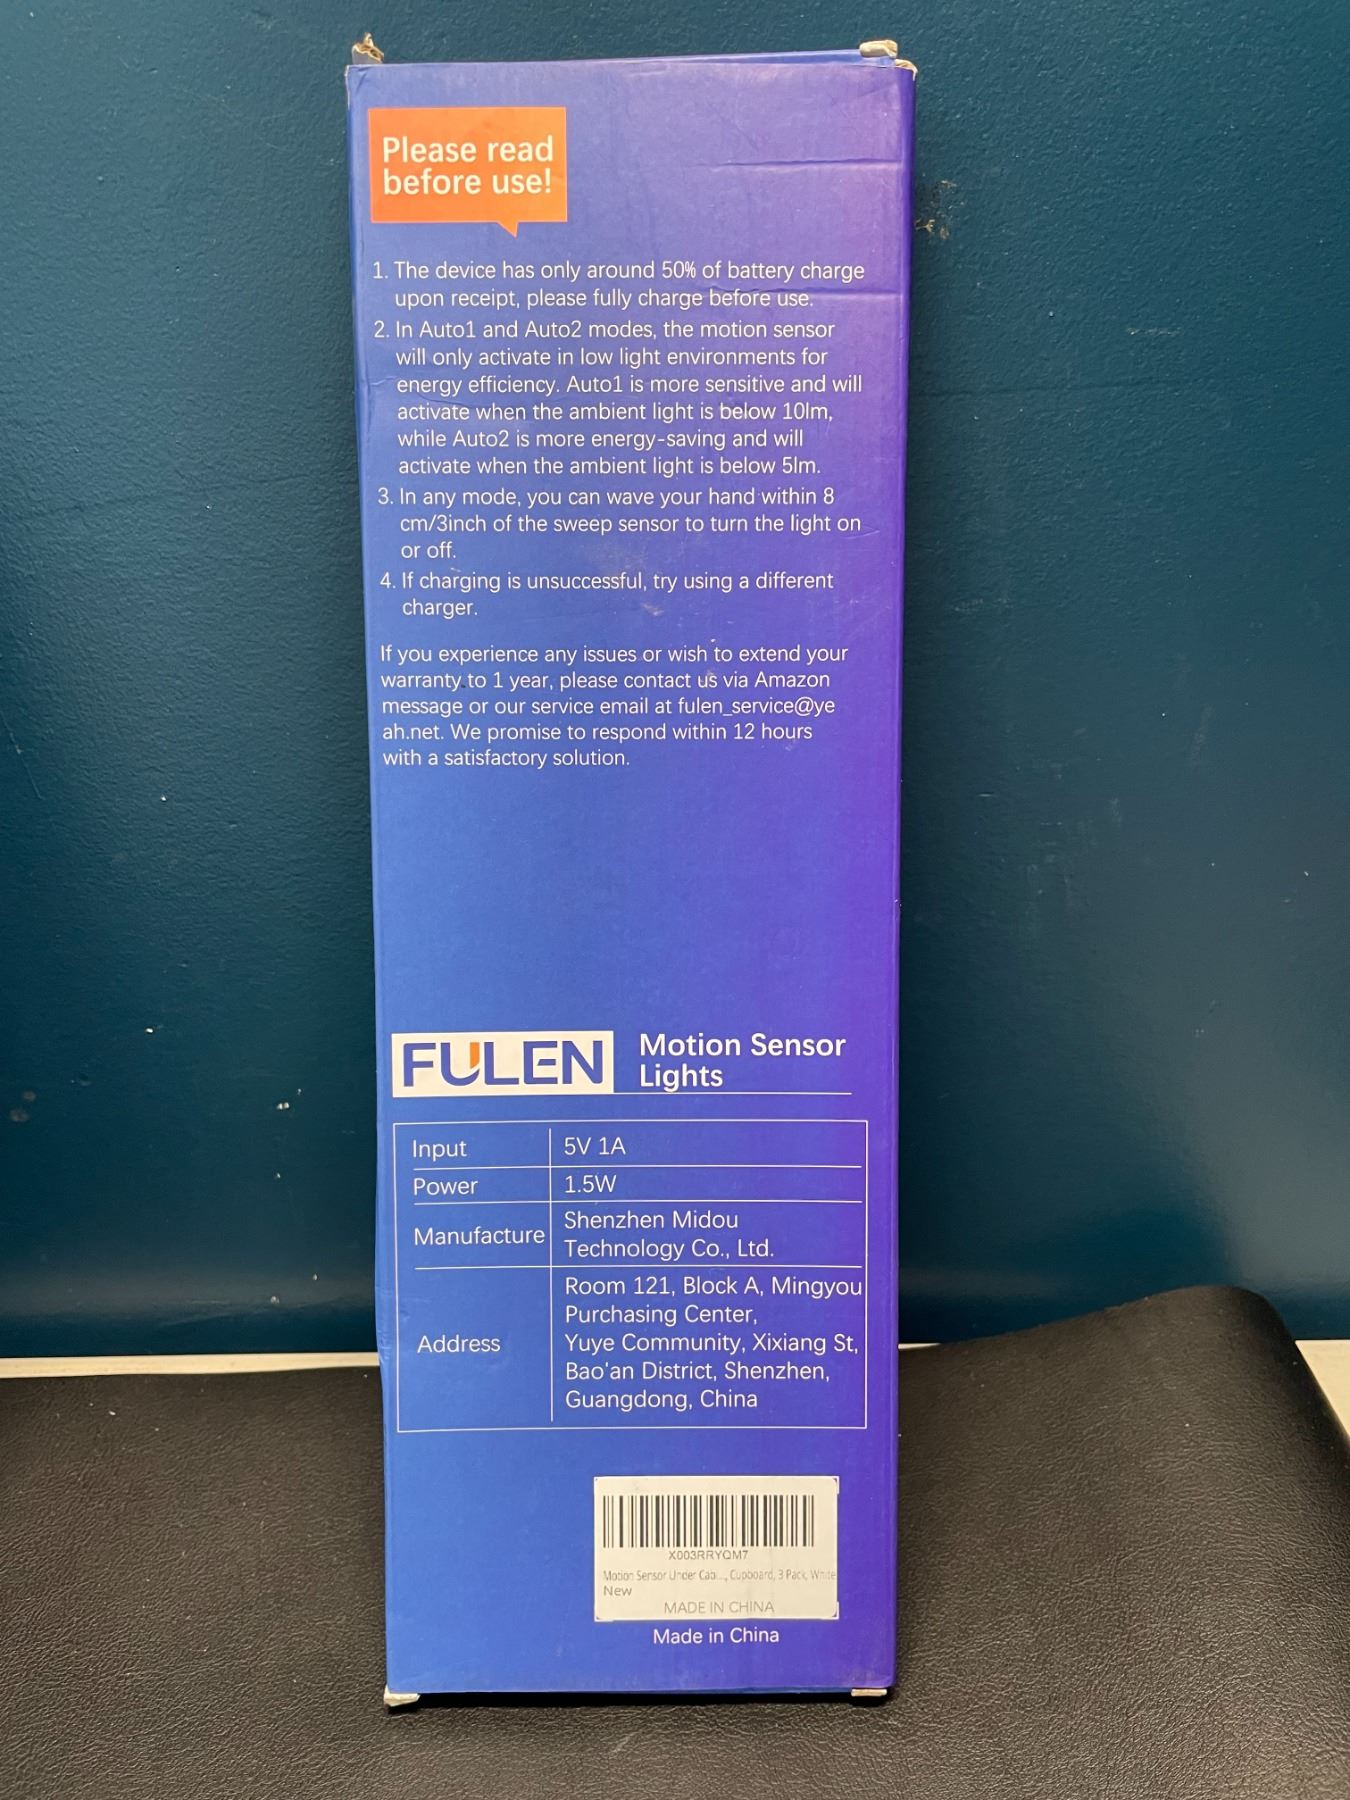 Please read
before use!
1. The device has only around 50% of battery charge
upon receipt, please fully charge before use.
2. In Auto1 and Auto2 modes, the motion sensor
will only activate in low light environments for
energy efficiency. Auto1 is more sensitive and will
activate when the ambient light is below 10lm,
while Auto2 is more energy-saving and will
activate when the ambient light is below 5lm.
3. In any mode, you can wave your hand within 8
cm/3inch of the sweep sensor to turn the light on
or off.
4. If charging is unsuccessful, try using a different
charger.
If you experience any issues or wish to extend your
warranty to 1 year, please contact us via Amazon
message or our service email at fulen_service@ye
ah.net. We promise to respond within 12 hours
with a satisfactory solution.
FULEN
Motion Sensor
Lights
Input 5V 1A
Power 1.5W
Manufacture
Shenzhen Midou
Technology Co., Ltd.
Address
Room 121, Block A, Mingyou
Purchasing Center,
Yuye Community, Xixiang St,
Bao'an District, Shenzhen,
Guangdong, China
X003RRYQM7
Motion Sensor Under Cabi..., Cupboard, 3 Pack, White
New
MADE IN CHINA
Made in China